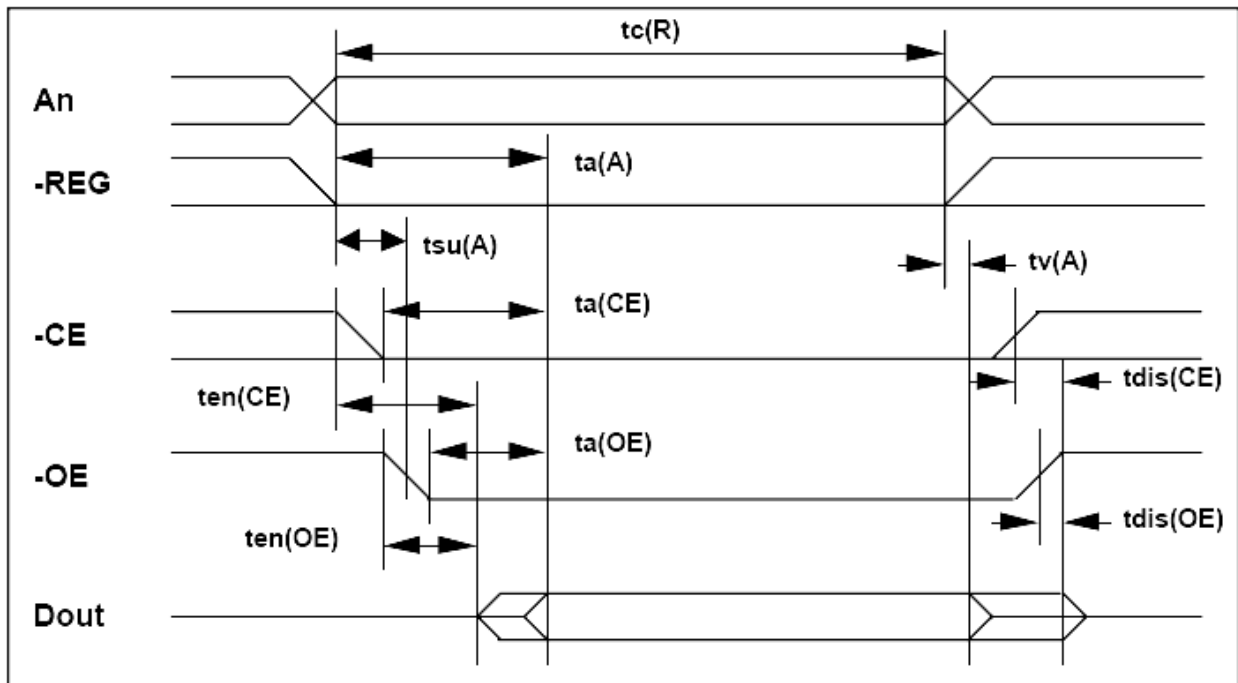 tc(R)
An
ta(A)
-REG
tsu(A)
tv(A)
ta(CE)
-CE
tdis(CE)
ten(CE)
ta(OE)
-OE
tdis(OE)
ten(OE)
Dout